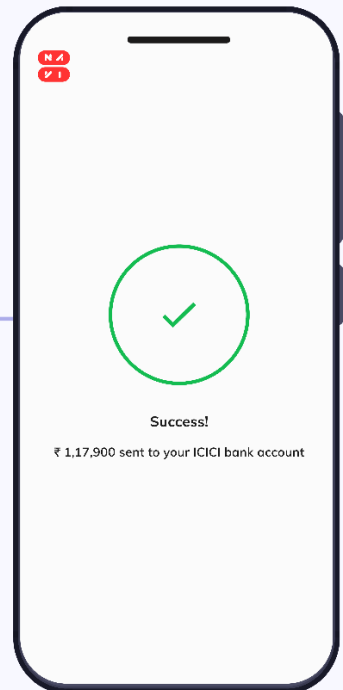 NA
VI
Success!
₹ 1,17,900 sent to your ICICI bank account